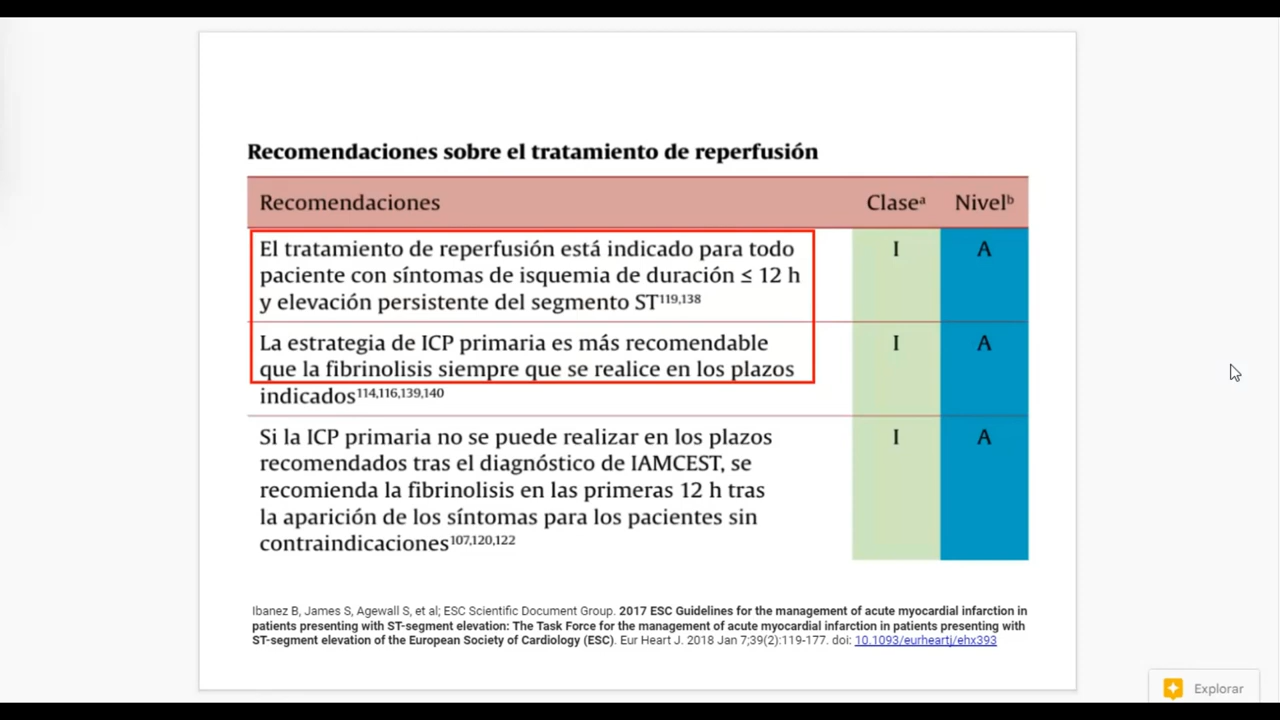 Recomendaciones sobre el tratamiento de reperfusión
Recomendaciones Claseᵃ Nivelᵇ
El tratamiento de reperfusión está indicado para todo I A
paciente con síntomas de isquemia de duración ≤ 12 h
y elevación persistente del segmento ST119,138
La estrategia de ICP primaria es más recomendable I A
que la fibrinolisis siempre que se realice en los plazos
indicados114,116,139,140
Si la ICP primaria no se puede realizar en los plazos I A
recomendados tras el diagnóstico de IAMCEST, se
recomienda la fibrinolisis en las primeras 12 h tras
la aparición de los síntomas para los pacientes sin
contraindicaciones107,120,122
Ibanez B, James S, Agewall S, et al; ESC Scientific Document Group. 2017 ESC Guidelines for the management of acute myocardial infarction in
patients presenting with ST-segment elevation: The Task Force for the management of acute myocardial infarction in patients presenting with
ST-segment elevation of the European Society of Cardiology (ESC). Eur Heart J. 2018 Jan 7;39(2):119-177. doi: 10.1093/eurheartj/ehx393
Explorar